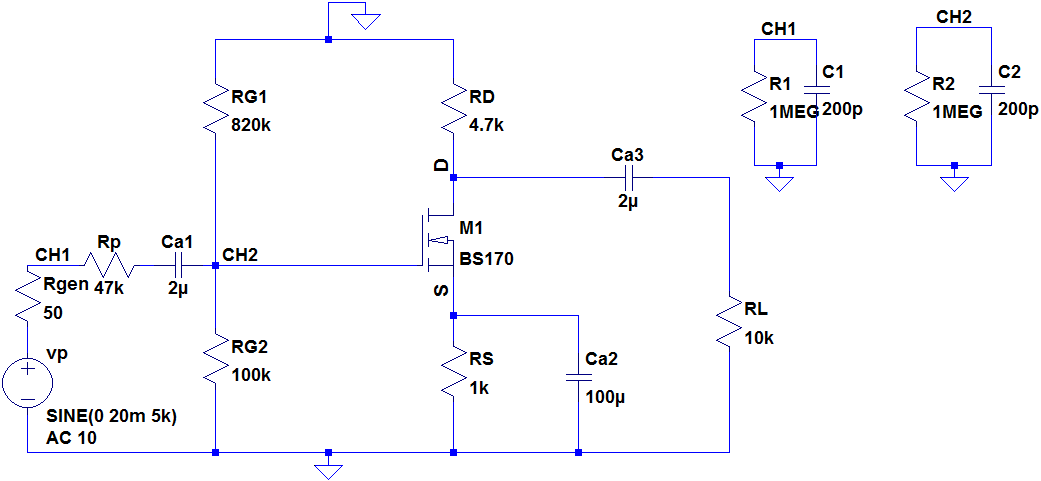 CH1
R1
1MEG
C1
200p
CH2
R2
1MEG
C2
200p
RG1
820k
RD
4.7k
D
Ca3
2µ
M1
BS170
S
CH1
Rp
47k
Ca1
2µ
CH2
Rgen
50
vp
SINE(0 20m 5k)
AC 10
RG2
100k
RS
1k
Ca2
100µ
RL
10k